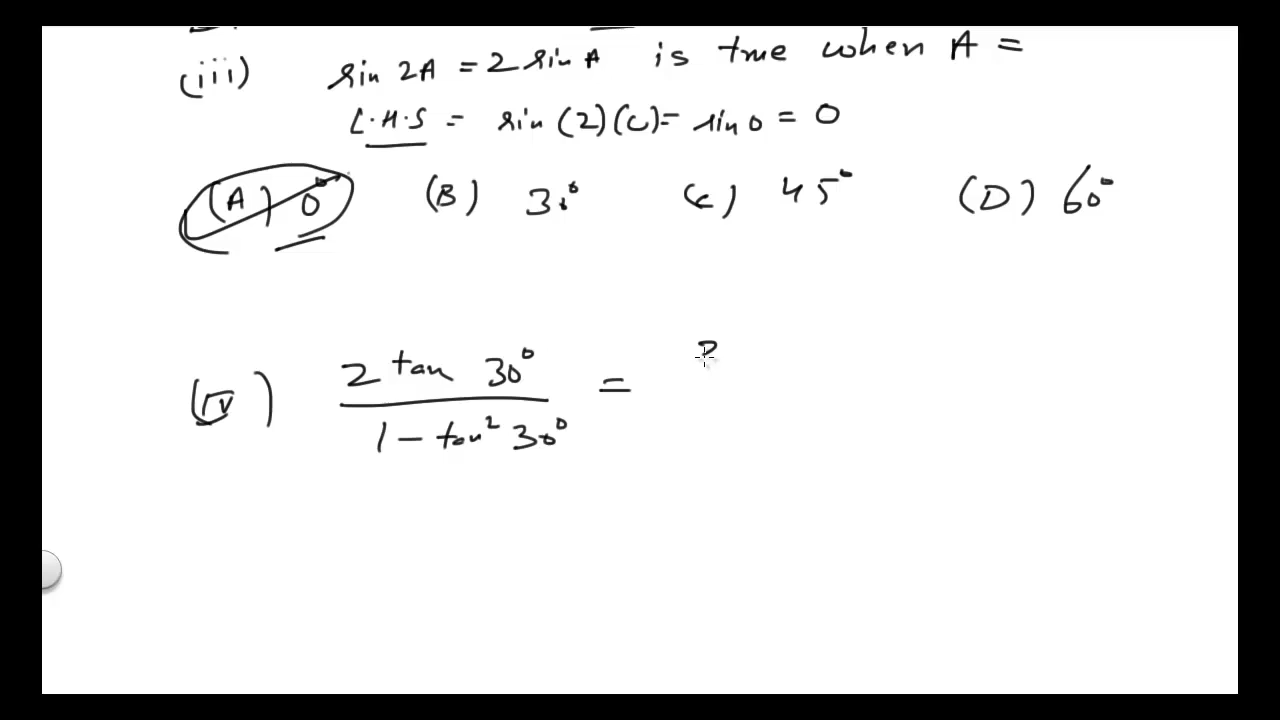 (iii) sin 2A = 2 sin A is true when A =
L.H.S = sin (2)(0) = sin 0 = 0
(A) 0° (B) 30° (C) 45° (D) 60°
(iv) 2 tan 30° / 1 - tan² 30° = ?